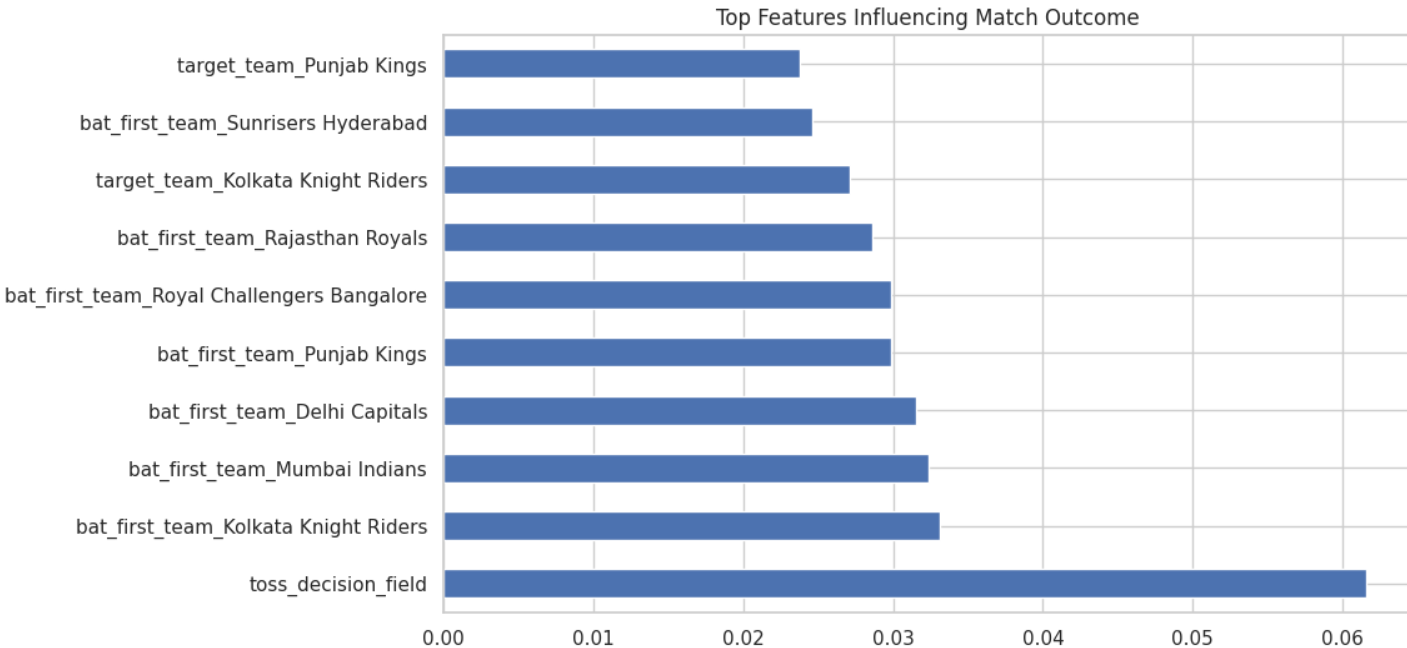 Top Features Influencing Match Outcome
target_team_Punjab Kings
bat_first_team_Sunrisers Hyderabad
target_team_Kolkata Knight Riders
bat_first_team_Rajasthan Royals
bat_first_team_Royal Challengers Bangalore
bat_first_team_Punjab Kings
bat_first_team_Delhi Capitals
bat_first_team_Mumbai Indians
bat_first_team_Kolkata Knight Riders
toss_decision_field
0.00 0.01 0.02 0.03 0.04 0.05 0.06